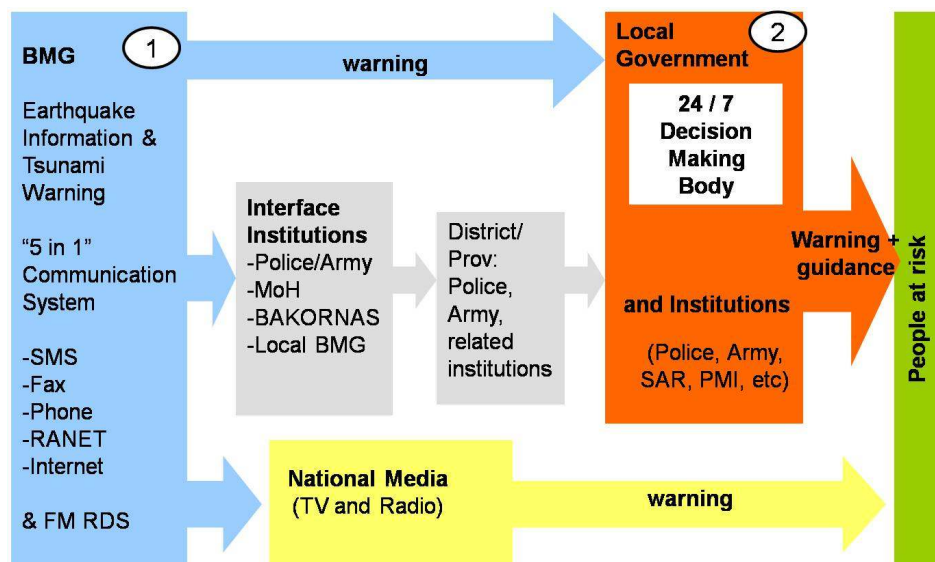 BMG
1
Earthquake
Information &
Tsunami
Warning
“5 in 1”
Communication
System
-SMS
-Fax
-Phone
-RANET
-Internet
& FM RDS
warning
Interface
Institutions
-Police/Army
-MoH
-BAKORNAS
-Local BMG
District/
Prov:
Police,
Army,
related
institutions
Local
Government
2
24 / 7
Decision
Making
Body
and Institutions
(Police, Army,
SAR, PMI, etc)
Warning +
guidance
National Media
(TV and Radio)
warning
People at risk